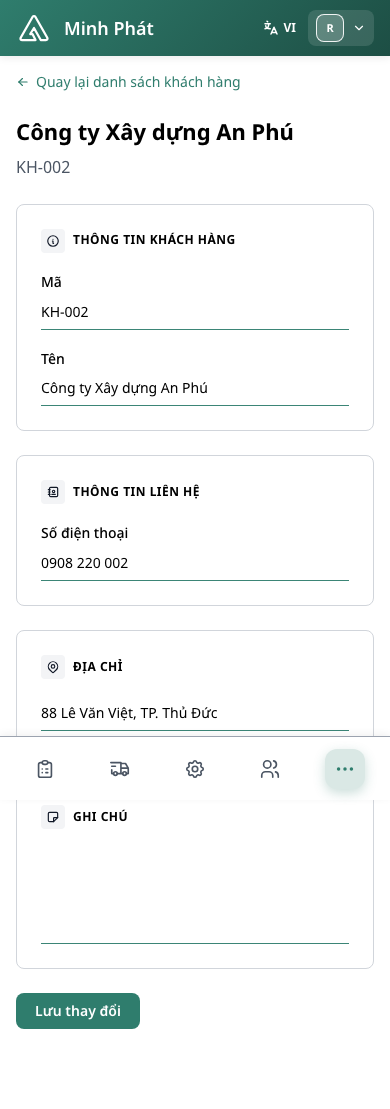 Minh Phát
VI
R
Quay lại danh sách khách hàng
Công ty Xây dựng An Phú
KH-002
THÔNG TIN KHÁCH HÀNG
Mã
KH-002
Tên
Công ty Xây dựng An Phú
THÔNG TIN LIÊN HỆ
Số điện thoại
0908 220 002
ĐỊA CHỈ
88 Lê Văn Việt, TP. Thủ Đức
GHI CHÚ
Lưu thay đổi